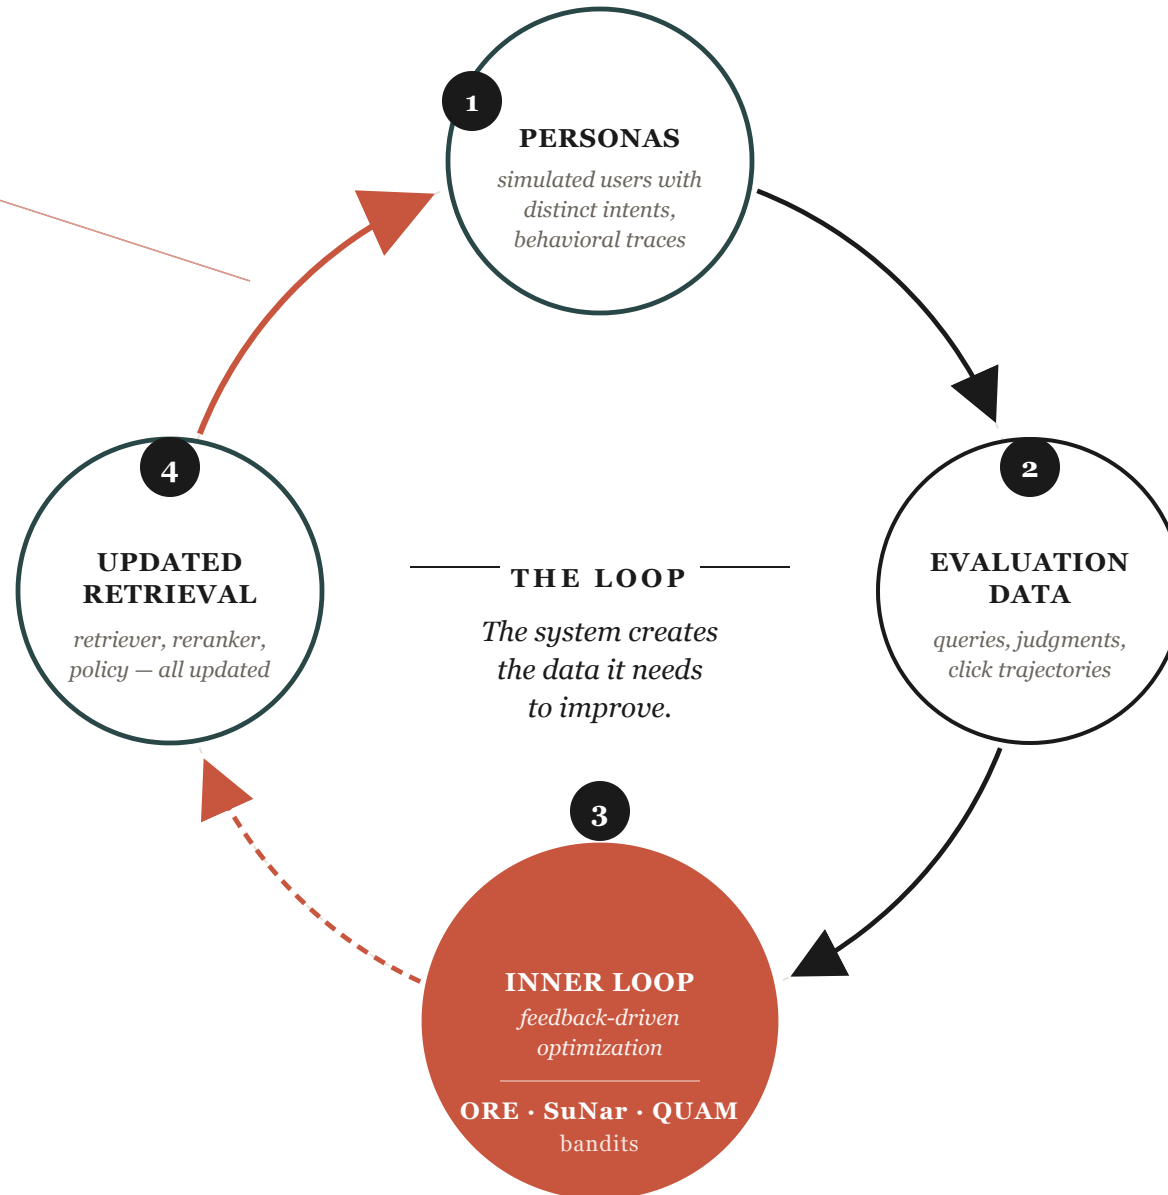 1
PERSONAS
simulated users with
distinct intents,
behavioral traces
2
EVALUATION
DATA
queries, judgments,
click trajectories
3
INNER LOOP
feedback-driven
optimization
ORE · SuNar · QUAM
bandits
4
UPDATED
RETRIEVAL
retriever, reranker,
policy — all updated
THE LOOP
The system creates
the data it needs
to improve.